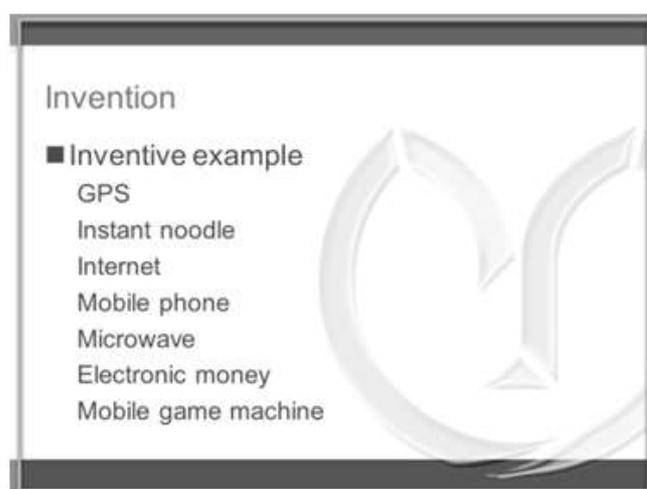 Invention
■Inventive example
GPS
Instant noodle
Internet
Mobile phone
Microwave
Electronic money
Mobile game machine